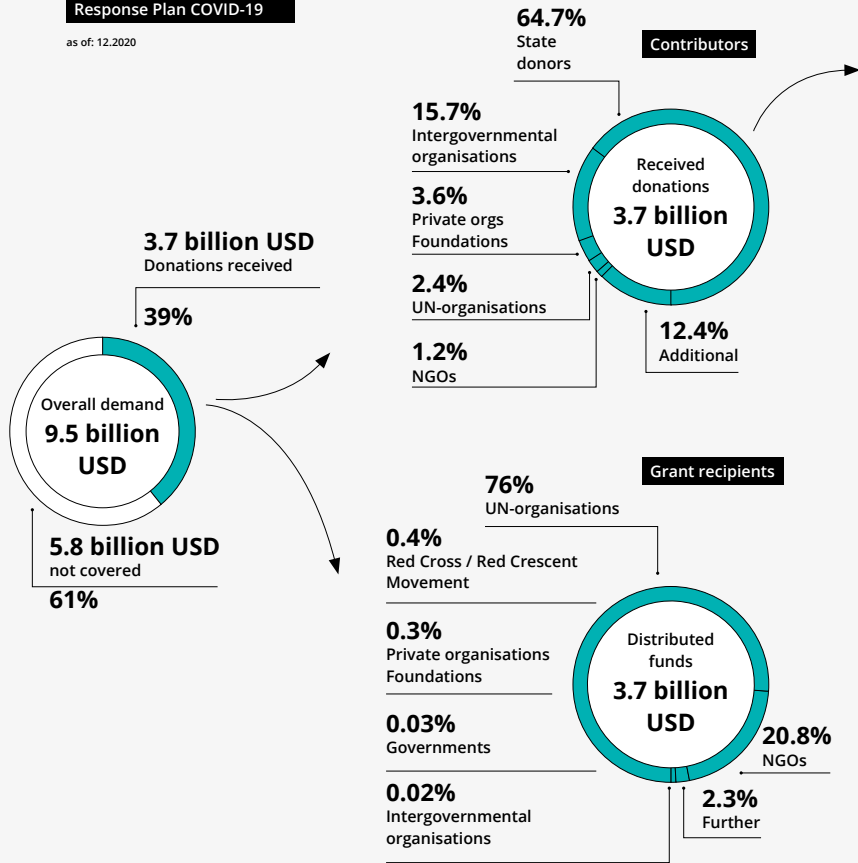 Response Plan COVID-19
as of: 12.2020
3.7 billion USD
Donations received
39%
Overall demand
9.5 billion
USD
5.8 billion USD
not covered
61%
Contributors
64.7%
State
donors
15.7%
Intergovernmental
organisations
3.6%
Private orgs
Foundations
2.4%
UN-organisations
1.2%
NGOs
Received
donations
3.7 billion
USD
12.4%
Additional
Grant recipients
76%
UN-organisations
0.4%
Red Cross / Red Crescent
Movement
0.3%
Private organisations
Foundations
0.03%
Governments
0.02%
Intergovernmental
organisations
Distributed
funds
3.7 billion
USD
20.8%
NGOs
2.3%
Further